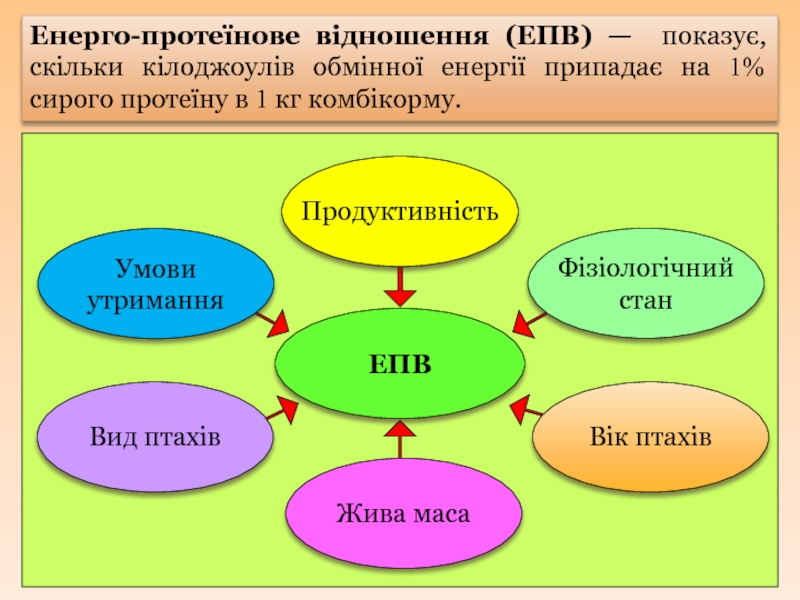 Енерго-протеїнове відношення (ЕПВ) — показує,
скільки кілоджоулів обмінної енергії припадає на 1%
сирого протеїну в 1 кг комбікорму.
Продуктивність
Умови
утримання
Фізіологічний
стан
ЕПВ
Вид птахів
Вік птахів
Жива маса